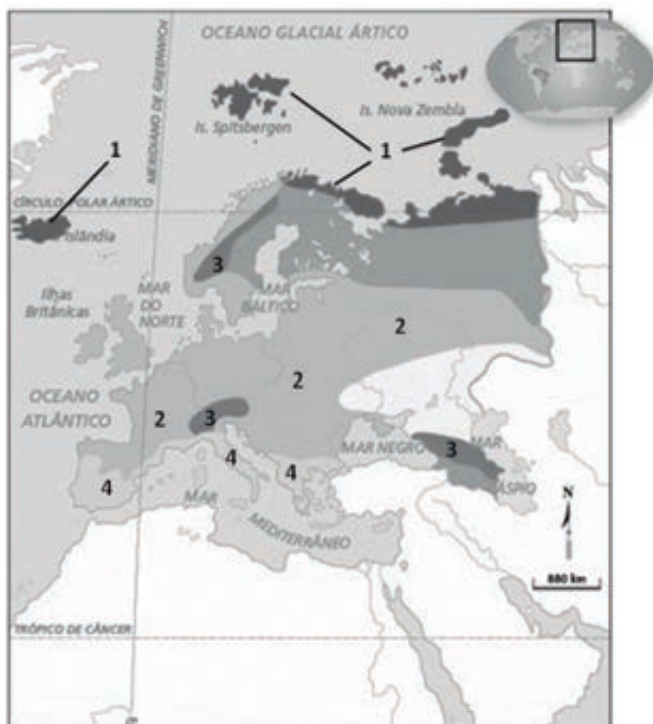 OCEANO GLACIAL ÁRTICO
MERIDIANO DE GREENWICH
Is. Spitsbergen
Is. Nova Zembla
1
1
CÍRCULO POLAR ÁRTICO
Islândia
3
Ilhas
Britânicas
MAR
DO
NORTE
MAR
BÁLTICO
2
2
OCEANO
ATLÂNTICO
2
3
MAR NEGRO
3
MAR
CÁSPIO
4
4
4
MAR
MEDITERRÂNEO
N
880 km
TRÓPICO DE CÂNCER
0